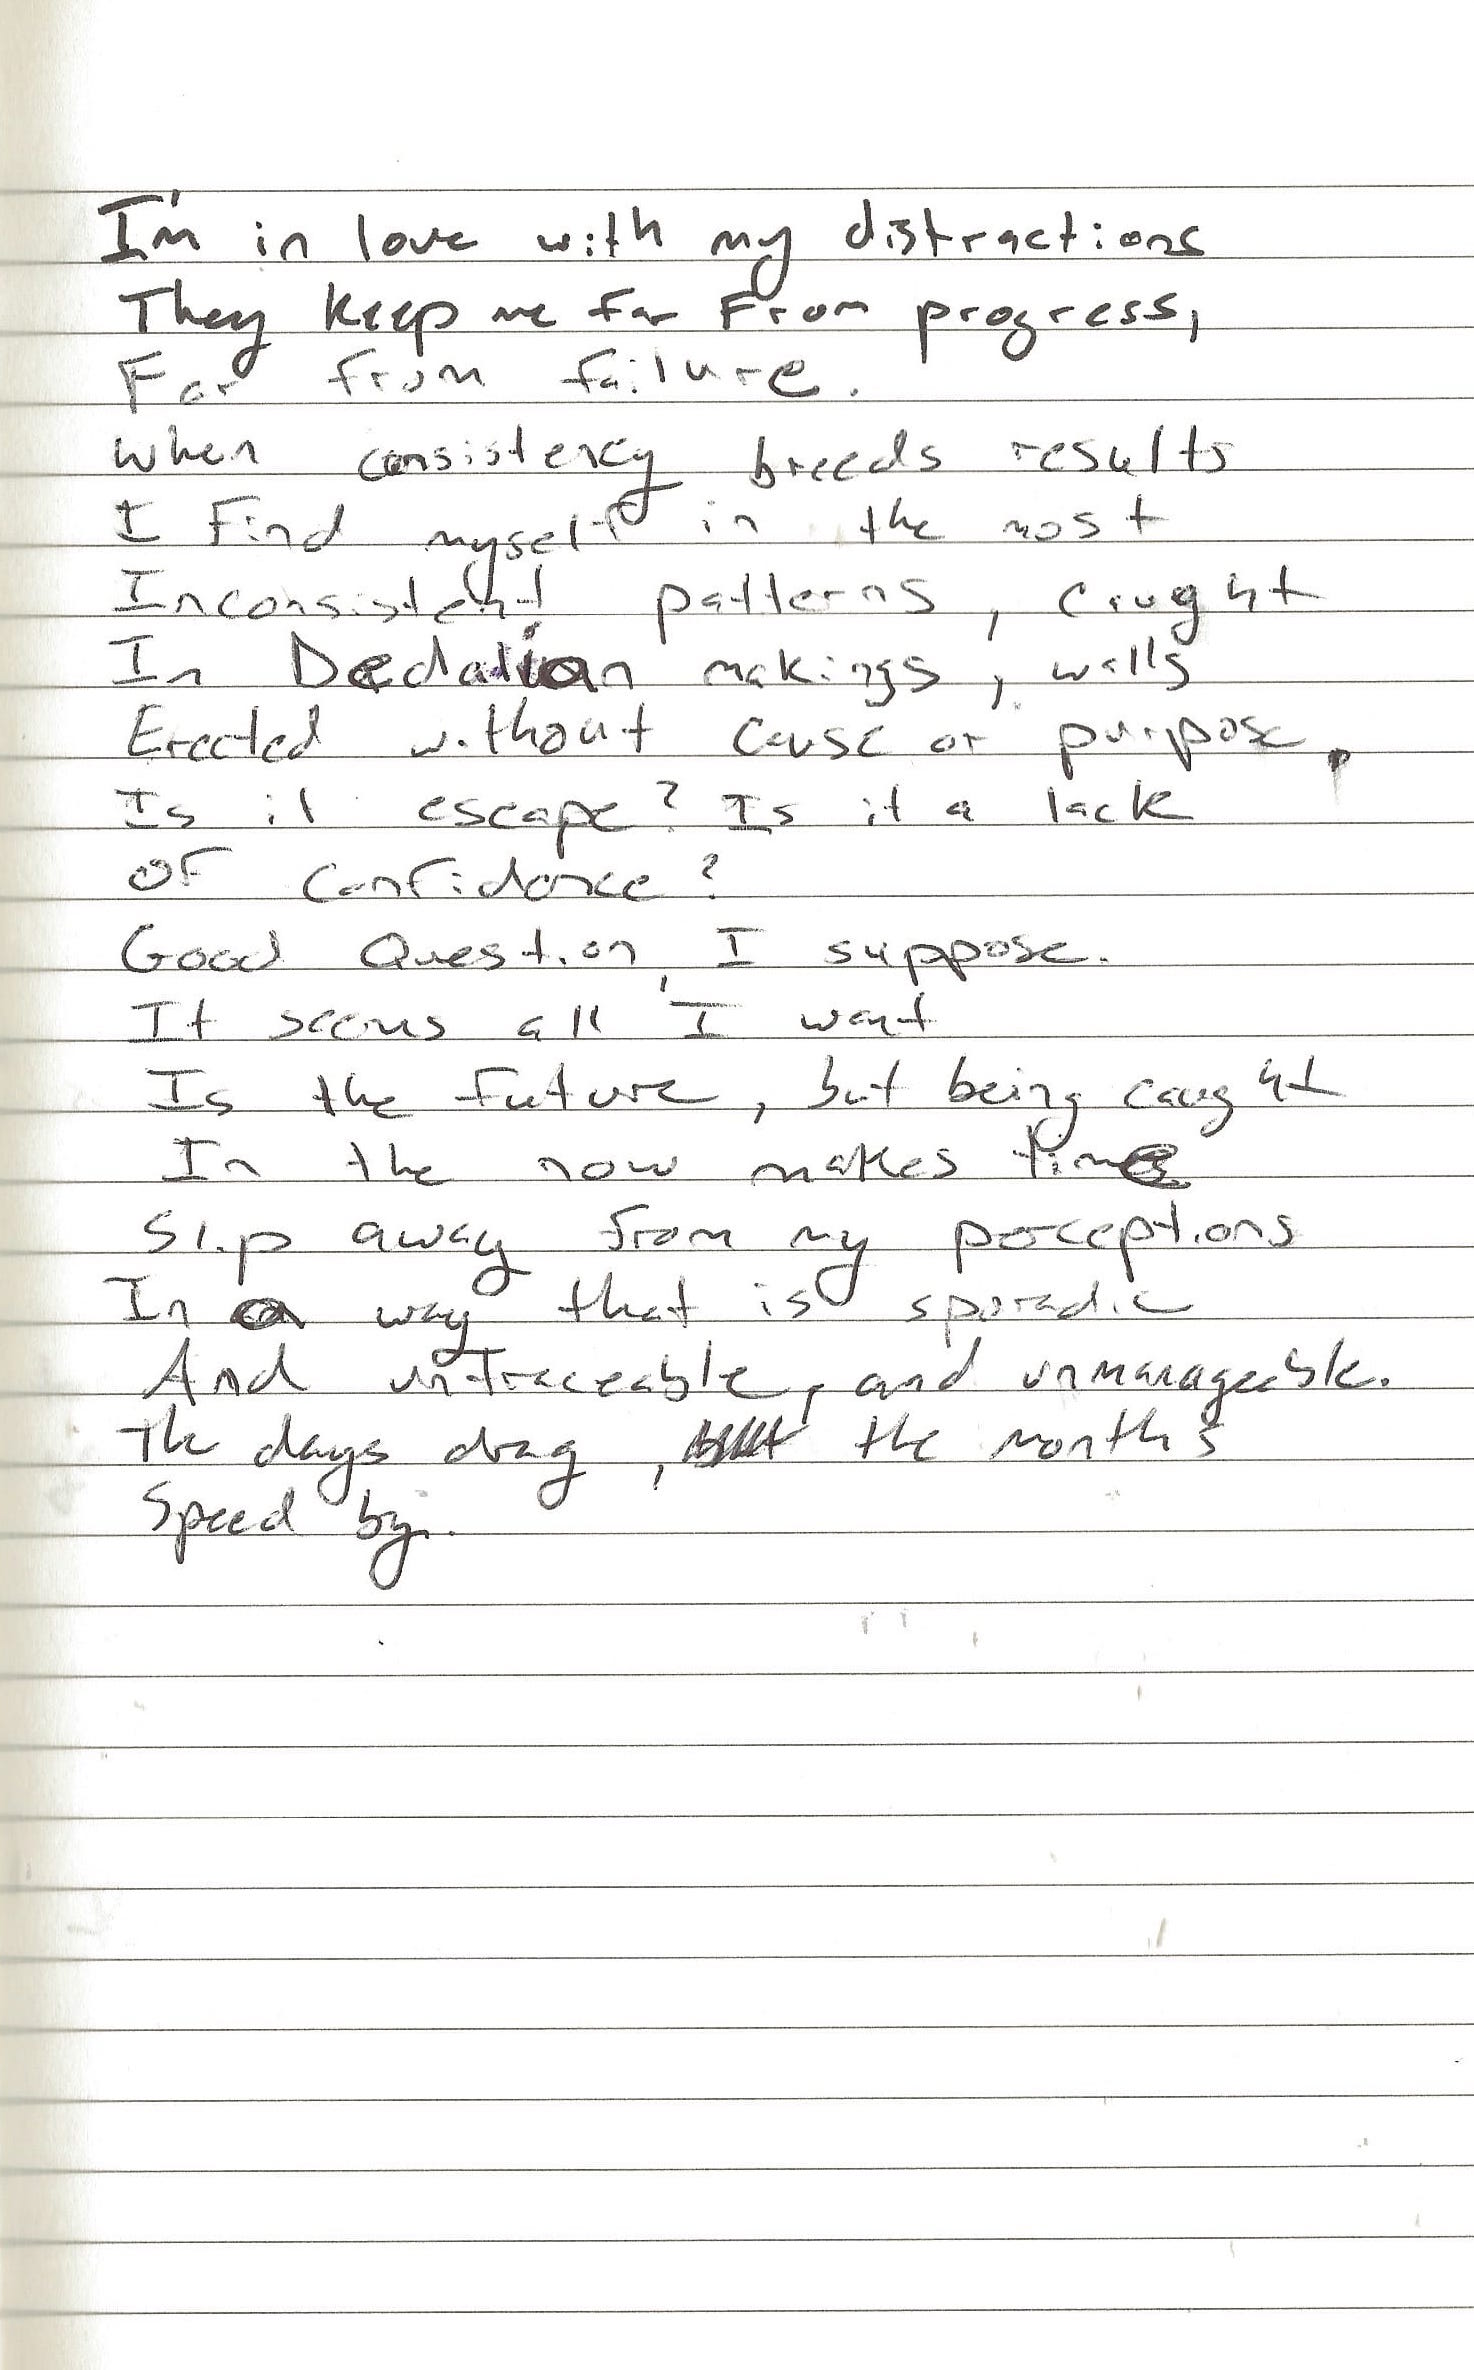 I'm in love with my distractions
They keep me far From progress,
Far from failure.
When consistency breeds results
I Find myself in the most
Inconsistent patterns, caught
In Dedalian makings, walls
Erected without cause or purpose.
Is it escape? Is it a lack
OF Confidence?
Good Question, I suppose.
It seems all I want
Is the future, but being caught
In the now makes time
Slip away from my perceptions
In a way that is sporadic
And untraceable, and unmanageable.
The days drag, the months
Speed by.